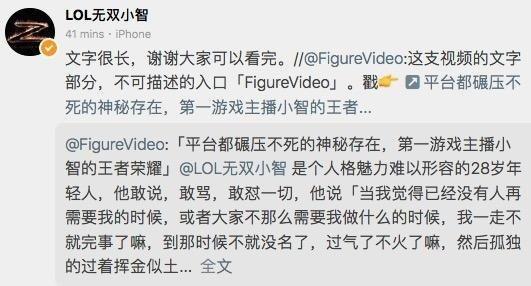 LOL无双小智
41 mins · iPhone
文字很长，谢谢大家可以看完。//@FigureVideo:这支视频的文字
部分，不可描述的入口「FigureVideo」。戳👉 平台都碾压不
死的神秘存在，第一游戏主播小智的王者...
@FigureVideo:「平台都碾压不死的神秘存在，第一游戏主播小
智的王者荣耀」@LOL无双小智 是个人格魅力难以形容的28岁年
轻人，他敢说，敢骂，敢怼一切，他说「当我觉得已经没有人再
需要我的时候，或者大家不那么需要我做什么的时候，我一走不
就完事了嘛，到那时候不就没名了，过气了不火了嘛，然后孤独
的过着挥金似土... 全文